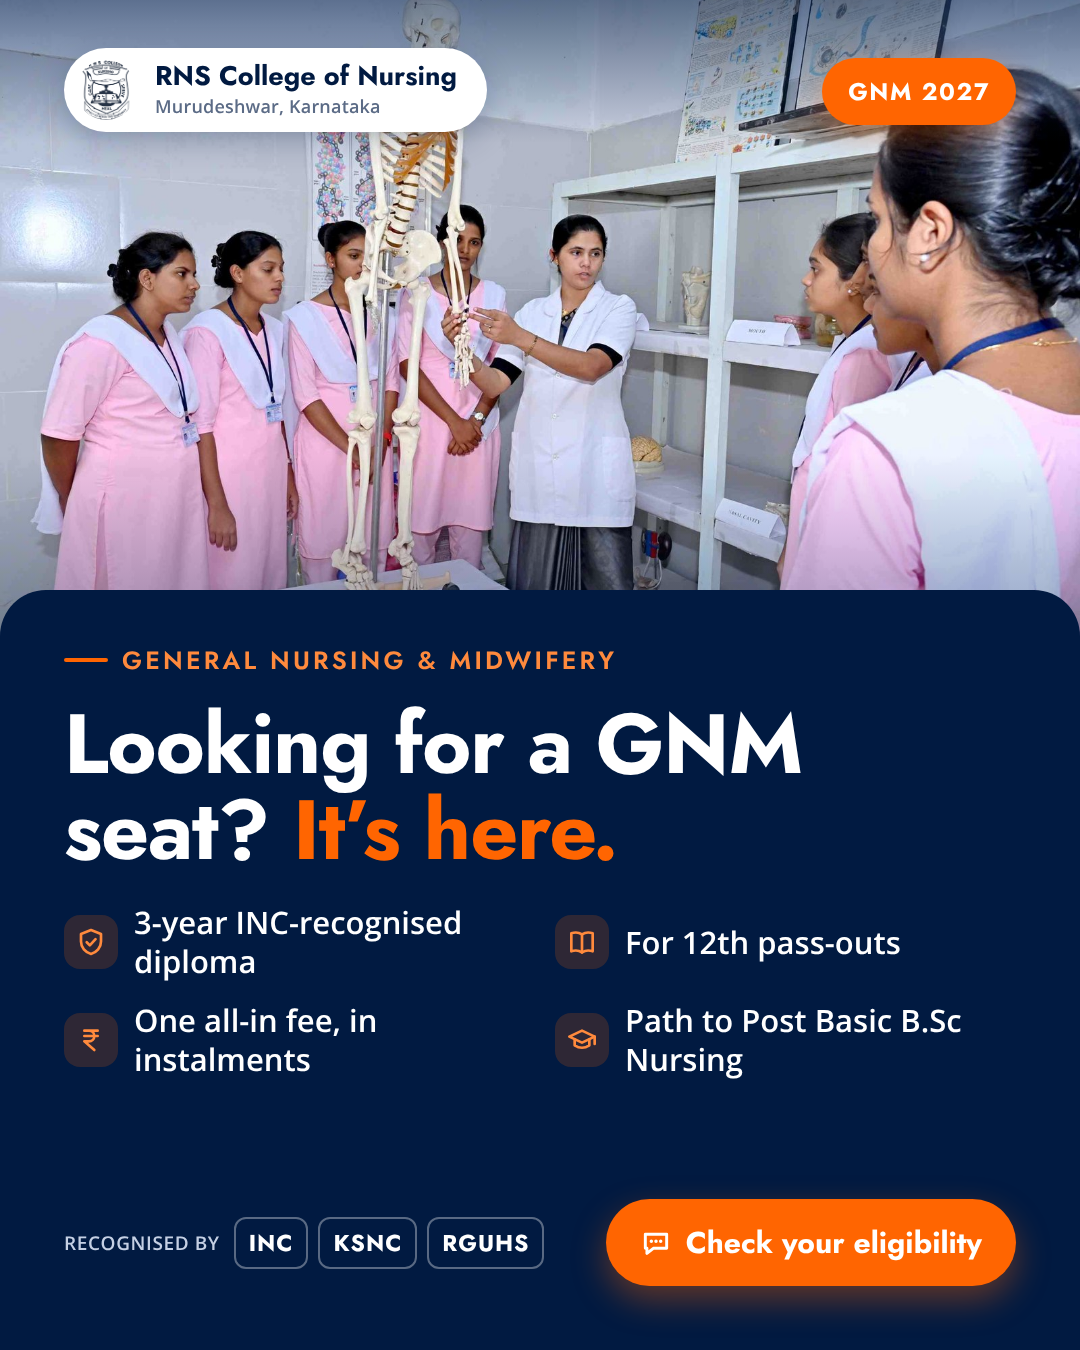 RNS College of Nursing
Murudeshwar, Karnataka
GNM 2027
GENERAL NURSING & MIDWIFERY
Looking for a GNM
seat? It's here.
3-year INC-recognised
diploma
For 12th pass-outs
One all-in fee, in
instalments
Path to Post Basic B.Sc
Nursing
RECOGNISED BY
INC
KSNC
RGUHS
Check your eligibility